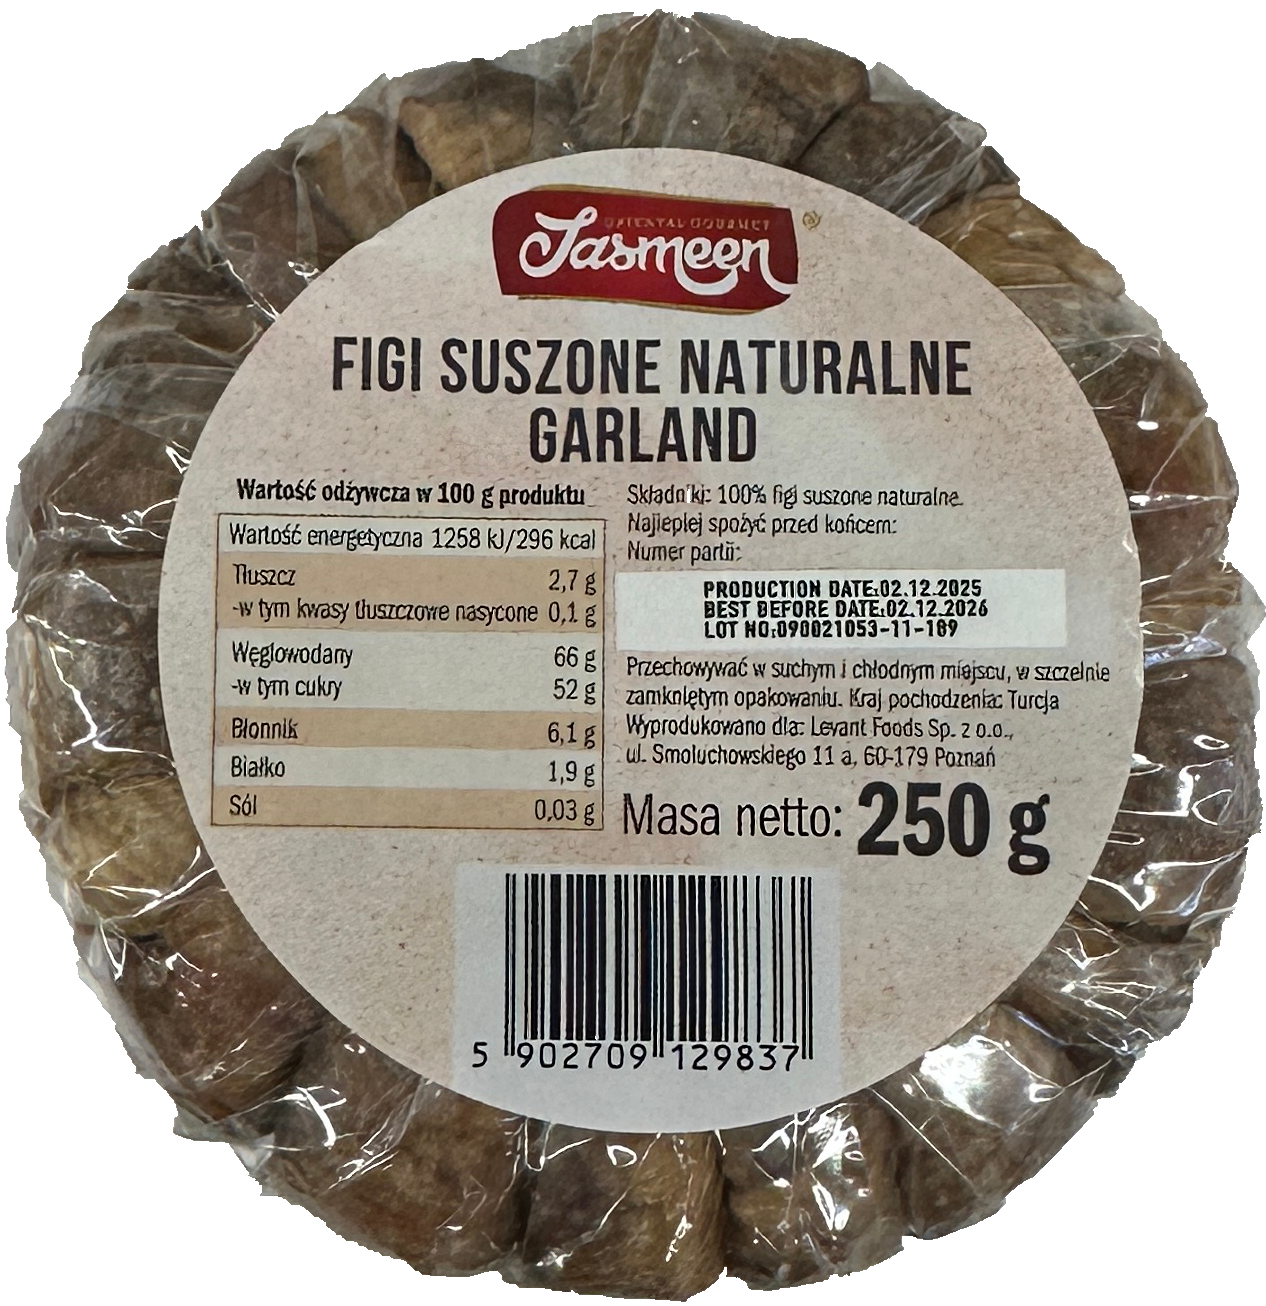 ORIENTAL GOURMET
Jasmeen
FIGI SUSZONE NATURALNE
GARLAND
Wartość odżywcza w 100 g produktu
Wartość energetyczna 1258 kJ/296 kcal
Tłuszcz 2,7 g
-w tym kwasy tłuszczowe nasycone 0,1 g
Węglowodany 66 g
-w tym cukry 52 g
Błonnik 6,1 g
Białko 1,9 g
Sól 0,03 g
Składniki: 100% figi suszone naturalne.
Najlepiej spożyć przed końcem:
Numer partii:
PRODUCTION DATE:02.12.2025
BEST BEFORE DATE:02.12.2026
LOT NO:090021053-11-189
Przechowywać w suchym i chłodnym miejscu, w szczelnie
zamkniętym opakowaniu. Kraj pochodzenia: Turcja
Wyprodukowano dla: Levant Foods Sp. z o.o.,
ul. Smoluchowskiego 11 a, 60-179 Poznań
Masa netto: 250 g
5 902709 129837